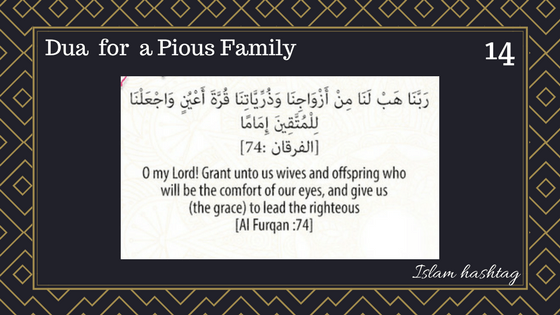 Dua for a Pious Family
14
رَبَّنَا هَبْ لَنَا مِنْ أَزْوَاجِنَا وَذُرِّيَّاتِنَا قُرَّةَ أَعْيُنٍ وَاجْعَلْنَا
لِلْمُتَّقِينَ إِمَامًا
[الفرقان :74]
O my Lord! Grant unto us wives and offspring who
will be the comfort of our eyes, and give us
(the grace) to lead the righteous
[Al Furqan :74]
Islam hashtag